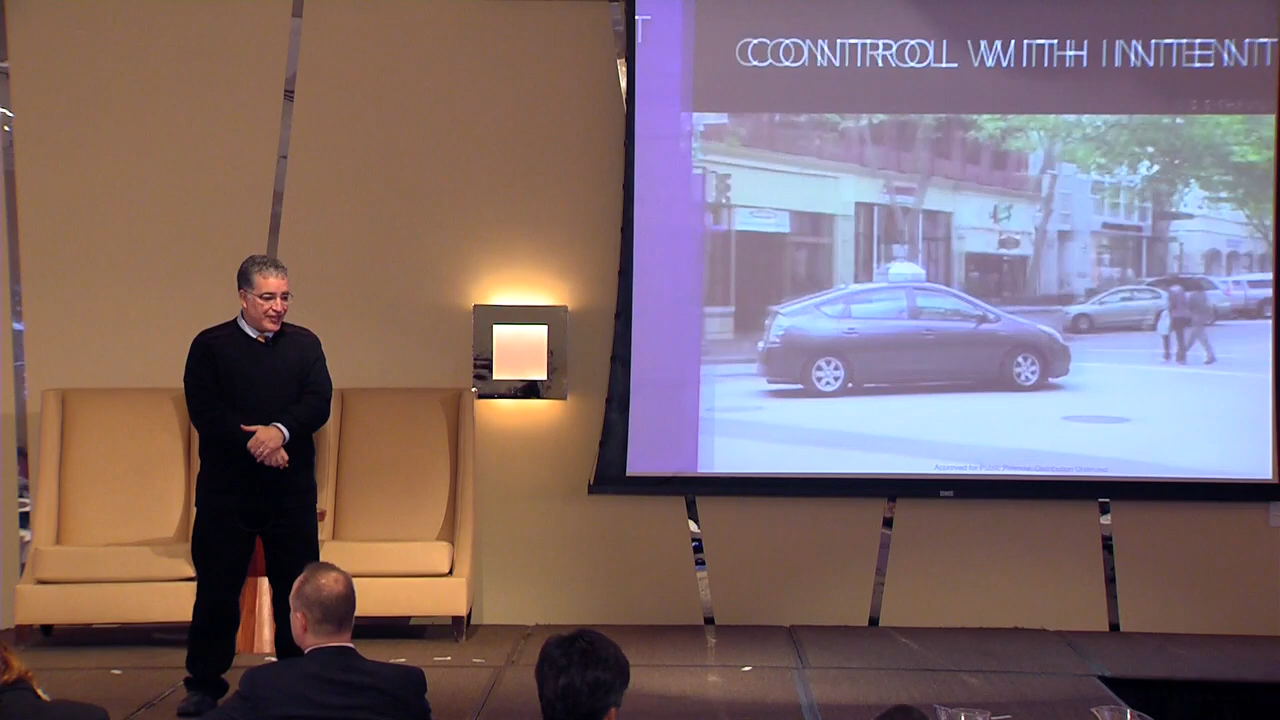 T
CONTROL WITH INTENT
Approved for Public Release, Distribution Unlimited